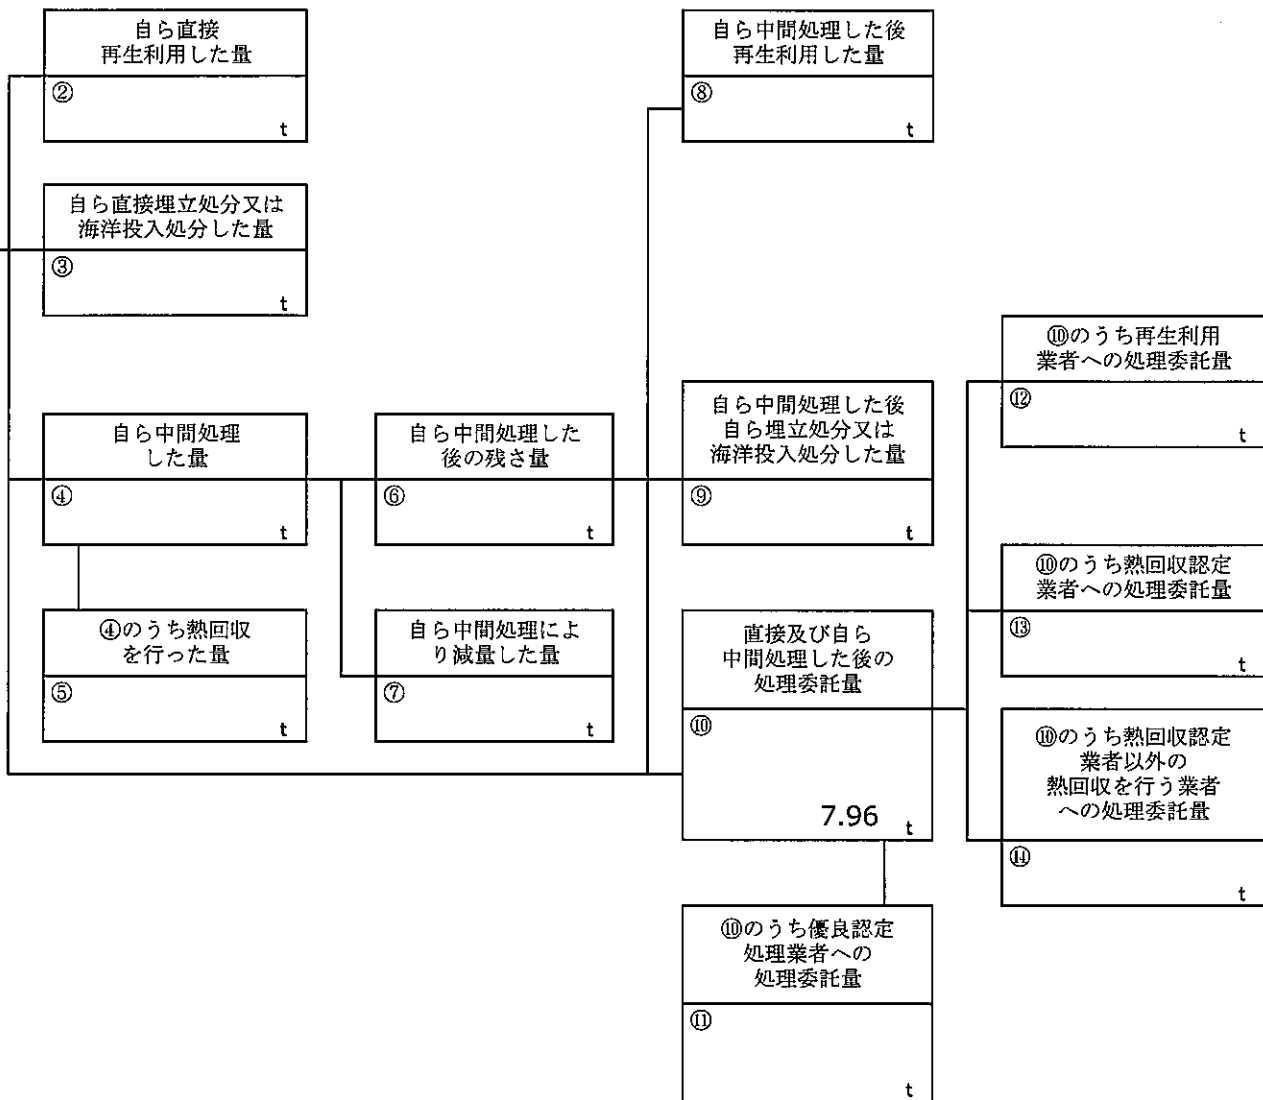 自ら直接
再生利用した量
②
t
自ら中間処理した後
再生利用した量
⑧
t
自ら直接埋立処分又は
海洋投入処分した量
③
t
⑩のうち再生利用
業者への処理委託量
⑫
t
自ら中間処理
した量
④
t
自ら中間処理した
後の残さ量
⑥
t
自ら中間処理した後
自ら埋立処分又は
海洋投入処分した量
⑨
t
⑩のうち熱回収認定
業者への処理委託量
⑬
t
④のうち熱回収
を行った量
⑤
t
自ら中間処理によ
り減量した量
⑦
t
直接及び自ら
中間処理した後の
処理委託量
⑩
7.96 t
⑩のうち熱回収認定
業者以外の
熱回収を行う業者
への処理委託量
⑭
t
⑩のうち優良認定
処理業者への
処理委託量
⑪
t